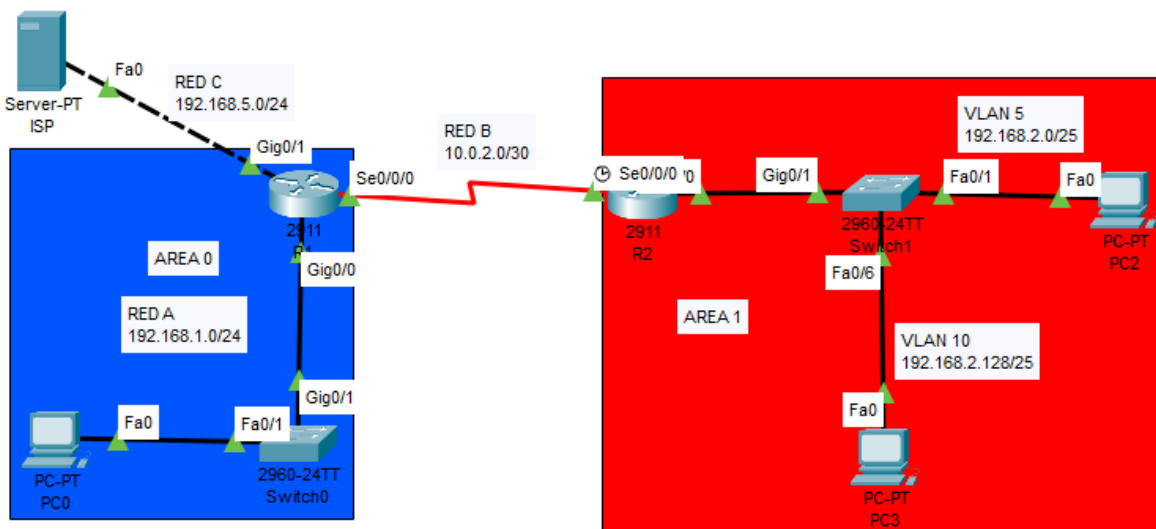 Fa0
Server-PT
ISP
RED C
192.168.5.0/24
Gig0/1
Se0/0/0
2911
R1
Gig0/0
AREA 0
RED A
192.168.1.0/24
Gig0/1
Fa0
Fa0/1
PC-PT
PC0
2960-24TT
Switch0
RED B
10.0.2.0/30
Se0/0/0
2911
R2
Gig0/1
2960-24TT
Switch1
VLAN 5
192.168.2.0/25
Fa0/1
Fa0
PC-PT
PC2
Fa0/6
AREA 1
VLAN 10
192.168.2.128/25
Fa0
PC-PT
PC3